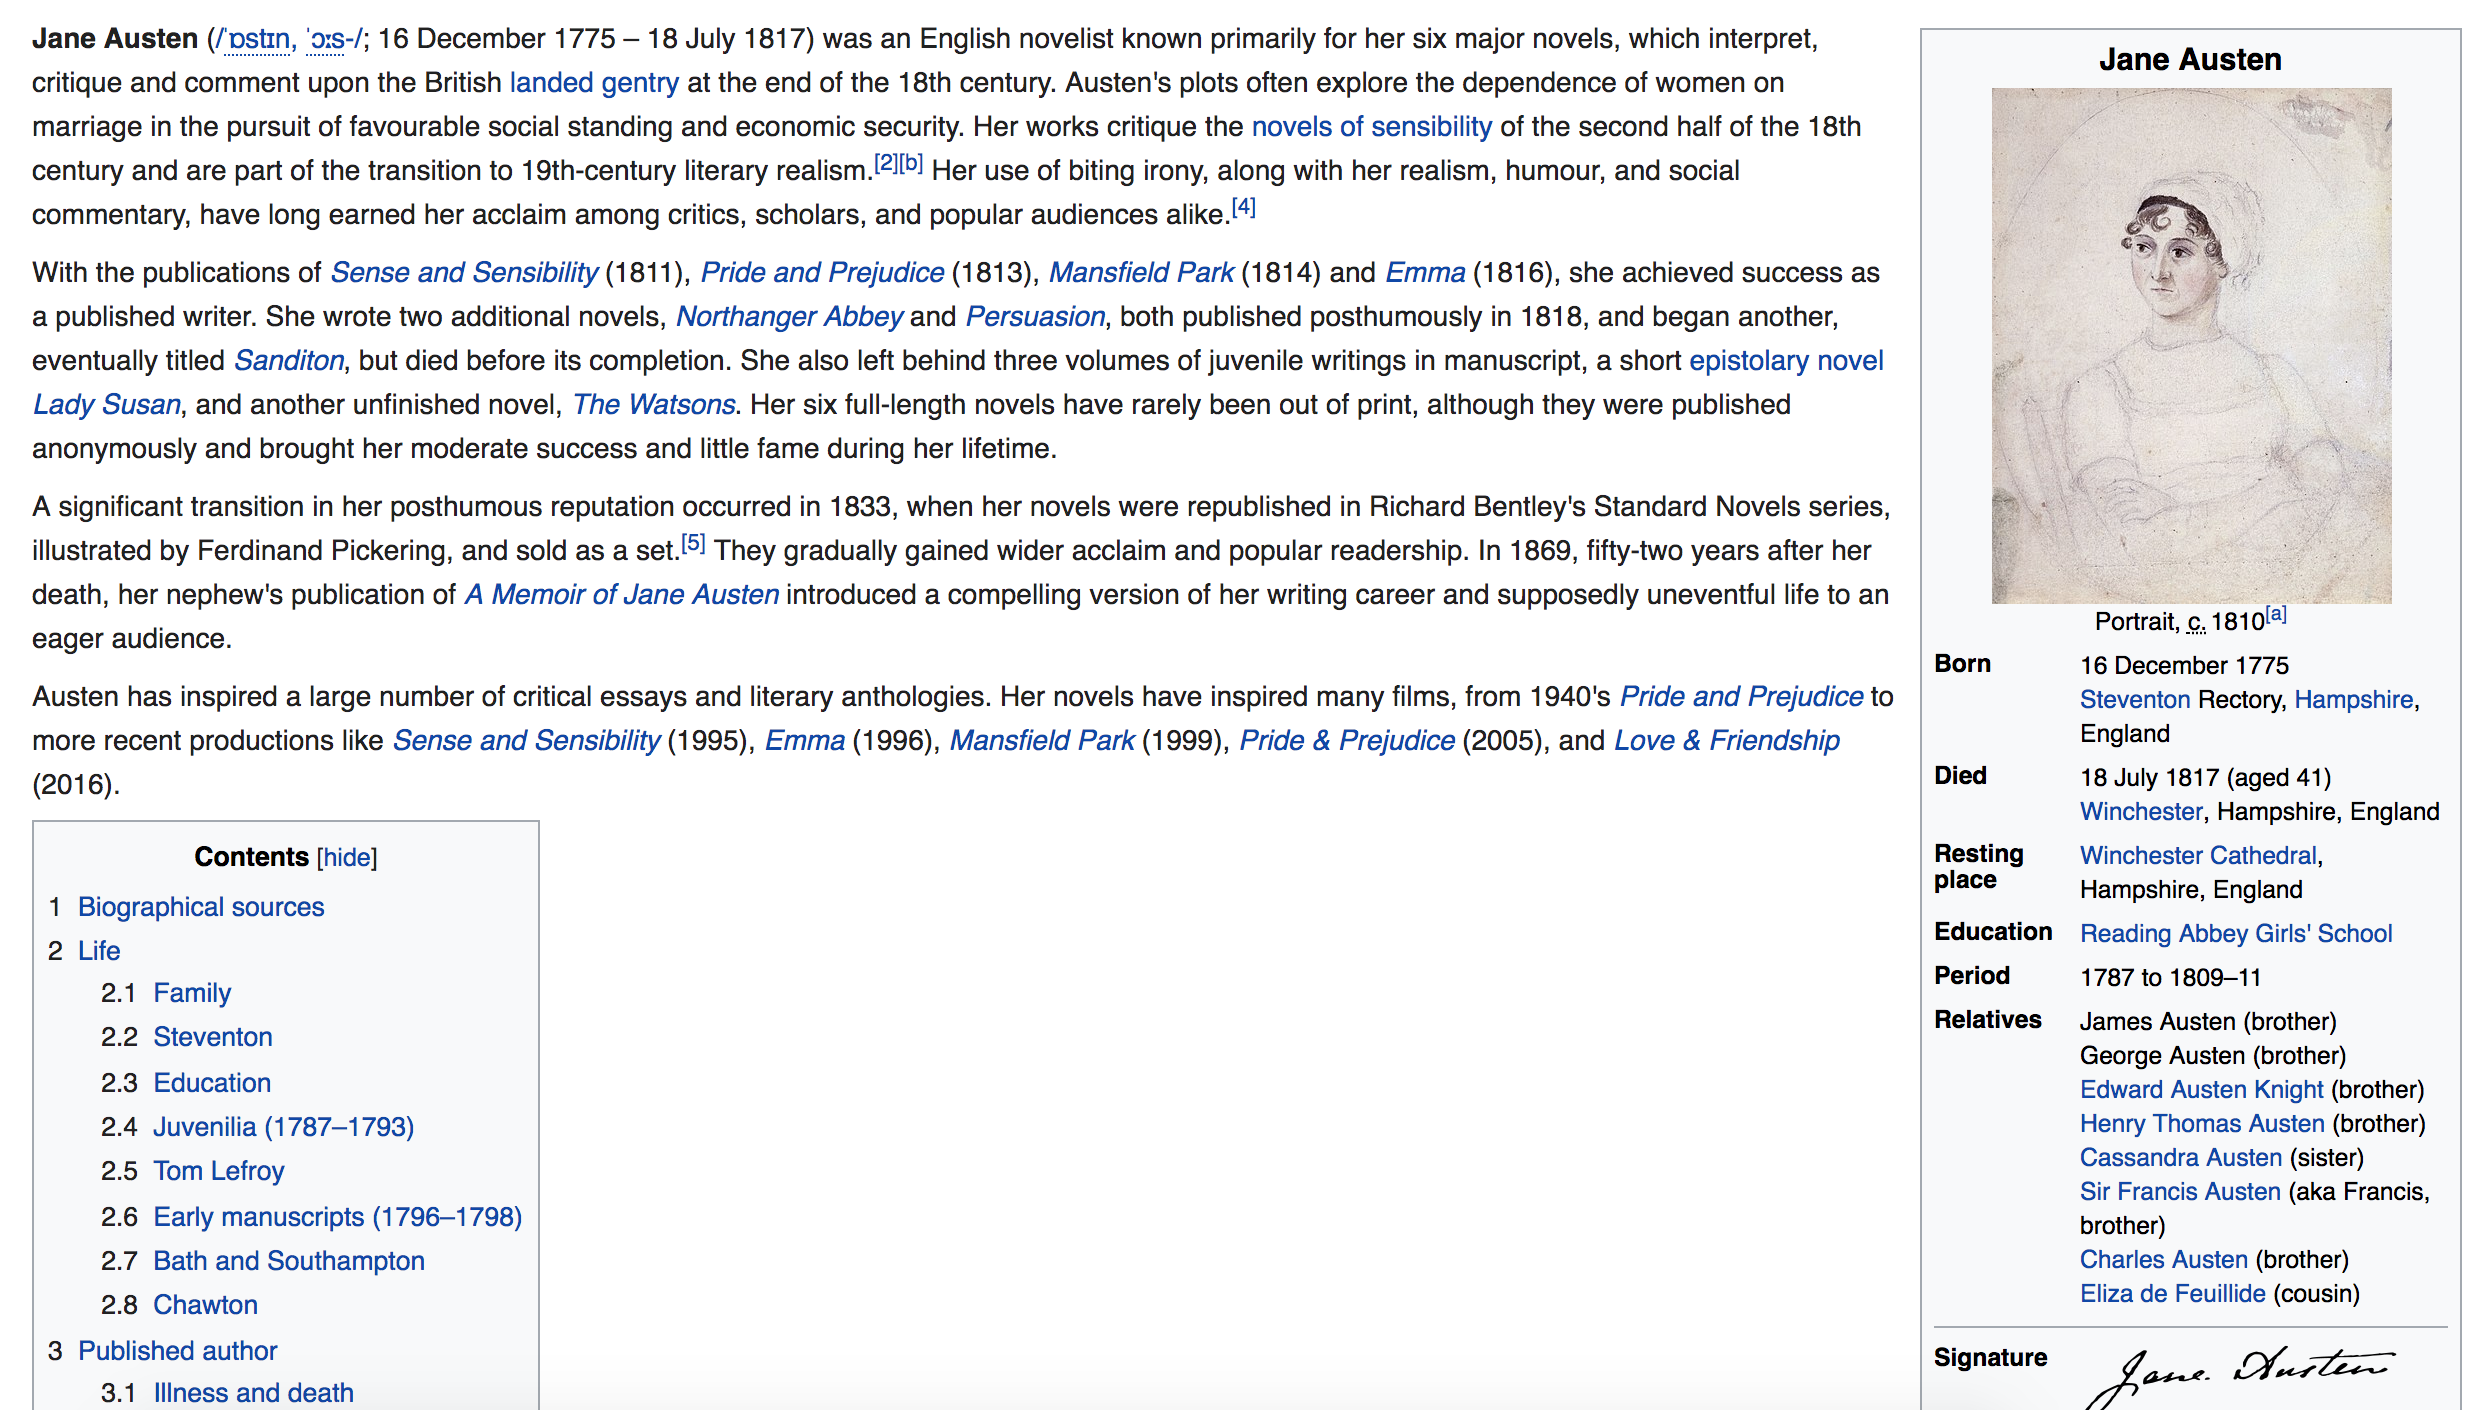 Jane Austen (/ˈɒstɪn, ˈɔːs-/; 16 December 1775 – 18 July 1817) was an English novelist known primarily for her six major novels, which interpret,
critique and comment upon the British landed gentry at the end of the 18th century. Austen's plots often explore the dependence of women on
marriage in the pursuit of favourable social standing and economic security. Her works critique the novels of sensibility of the second half of the 18th
century and are part of the transition to 19th-century literary realism.[2][b] Her use of biting irony, along with her realism, humour, and social
commentary, have long earned her acclaim among critics, scholars, and popular audiences alike.[4]
With the publications of Sense and Sensibility (1811), Pride and Prejudice (1813), Mansfield Park (1814) and Emma (1816), she achieved success as
a published writer. She wrote two additional novels, Northanger Abbey and Persuasion, both published posthumously in 1818, and began another,
eventually titled Sanditon, but died before its completion. She also left behind three volumes of juvenile writings in manuscript, a short epistolary novel
Lady Susan, and another unfinished novel, The Watsons. Her six full-length novels have rarely been out of print, although they were published
anonymously and brought her moderate success and little fame during her lifetime.
A significant transition in her posthumous reputation occurred in 1833, when her novels were republished in Richard Bentley's Standard Novels series,
illustrated by Ferdinand Pickering, and sold as a set.[5] They gradually gained wider acclaim and popular readership. In 1869, fifty-two years after her
death, her nephew's publication of A Memoir of Jane Austen introduced a compelling version of her writing career and supposedly uneventful life to an
eager audience.
Austen has inspired a large number of critical essays and literary anthologies. Her novels have inspired many films, from 1940's Pride and Prejudice to
more recent productions like Sense and Sensibility (1995), Emma (1996), Mansfield Park (1999), Pride & Prejudice (2005), and Love & Friendship
(2016).
Contents [hide]
1 Biographical sources
2 Life
2.1 Family
2.2 Steventon
2.3 Education
2.4 Juvenilia (1787–1793)
2.5 Tom Lefroy
2.6 Early manuscripts (1796–1798)
2.7 Bath and Southampton
2.8 Chawton
3 Published author
3.1 Illness and death
Jane Austen
Portrait, c. 1810[a]
Born 16 December 1775
Steventon Rectory, Hampshire,
England
Died 18 July 1817 (aged 41)
Winchester, Hampshire, England
Resting place Winchester Cathedral,
Hampshire, England
Education Reading Abbey Girls' School
Period 1787 to 1809–11
Relatives James Austen (brother)
George Austen (brother)
Edward Austen Knight (brother)
Henry Thomas Austen (brother)
Cassandra Austen (sister)
Sir Francis Austen (aka Francis,
brother)
Charles Austen (brother)
Eliza de Feuillide (cousin)
Signature Jane Austen